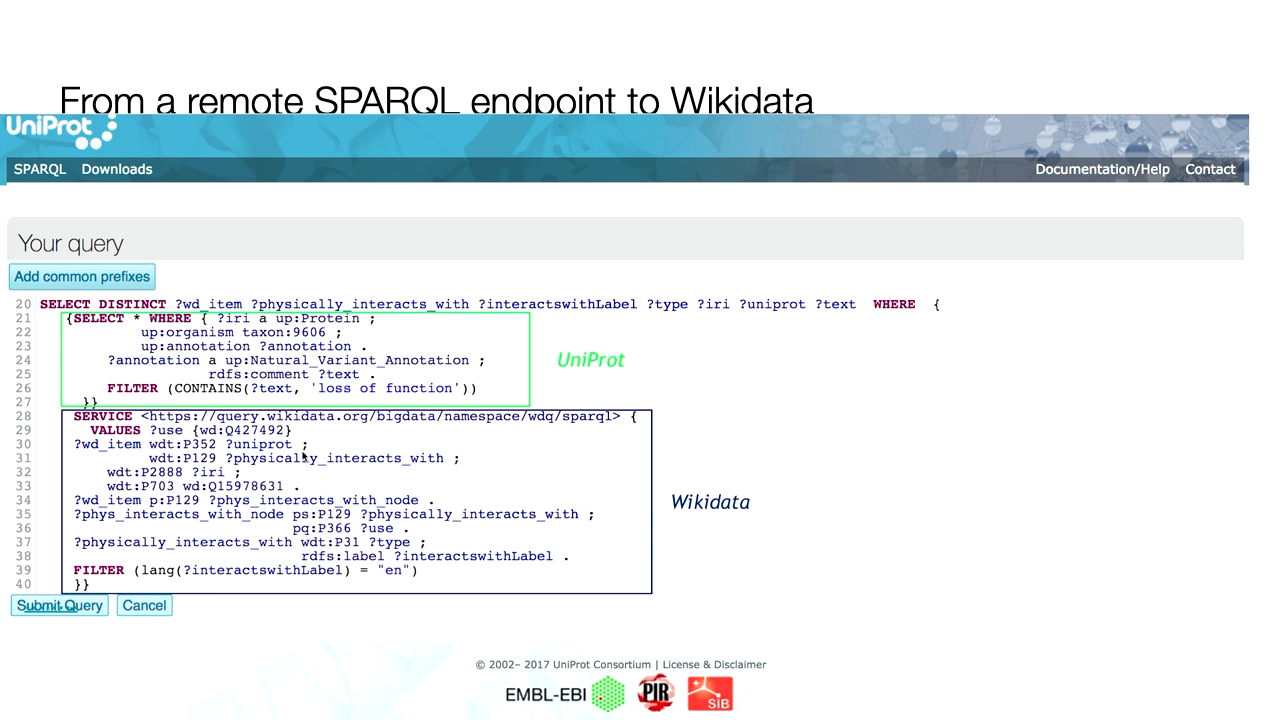 From a remote SPARQL endpoint to Wikidata
UniProt
SPARQL Downloads Documentation/Help Contact
Your query
Add common prefixes
20 SELECT DISTINCT ?wd_item ?physically_interacts_with ?interactswithLabel ?type ?iri ?uniprot ?text WHERE {
21 {SELECT * WHERE { ?iri a up:Protein ;
22 up:organism taxon:9606 ;
23 up:annotation ?annotation .
24 ?annotation a up:Natural_Variant_Annotation ;
25 rdfs:comment ?text .
26 FILTER (CONTAINS(?text, 'loss of function'))
27 }}
UniProt
28 SERVICE <https://query.wikidata.org/bigdata/namespace/wdq/sparql> {
29 VALUES ?use {wd:Q427492}
30 ?wd_item wdt:P352 ?uniprot ;
31 wdt:P129 ?physically_interacts_with ;
32 wdt:P2888 ?iri ;
33 wdt:P703 wd:Q15978631 .
34 ?wd_item p:P129 ?phys_interacts_with_node .
35 ?phys_interacts_with_node ps:P129 ?physically_interacts_with ;
36 pq:P366 ?use .
37 ?physically_interacts_with wdt:P31 ?type ;
38 rdfs:label ?interactswithLabel .
39 FILTER (lang(?interactswithLabel) = "en")
40 }}
Wikidata
Submit Query Cancel
© 2002– 2017 UniProt Consortium | License & Disclaimer
EMBL-EBI PIR SIB